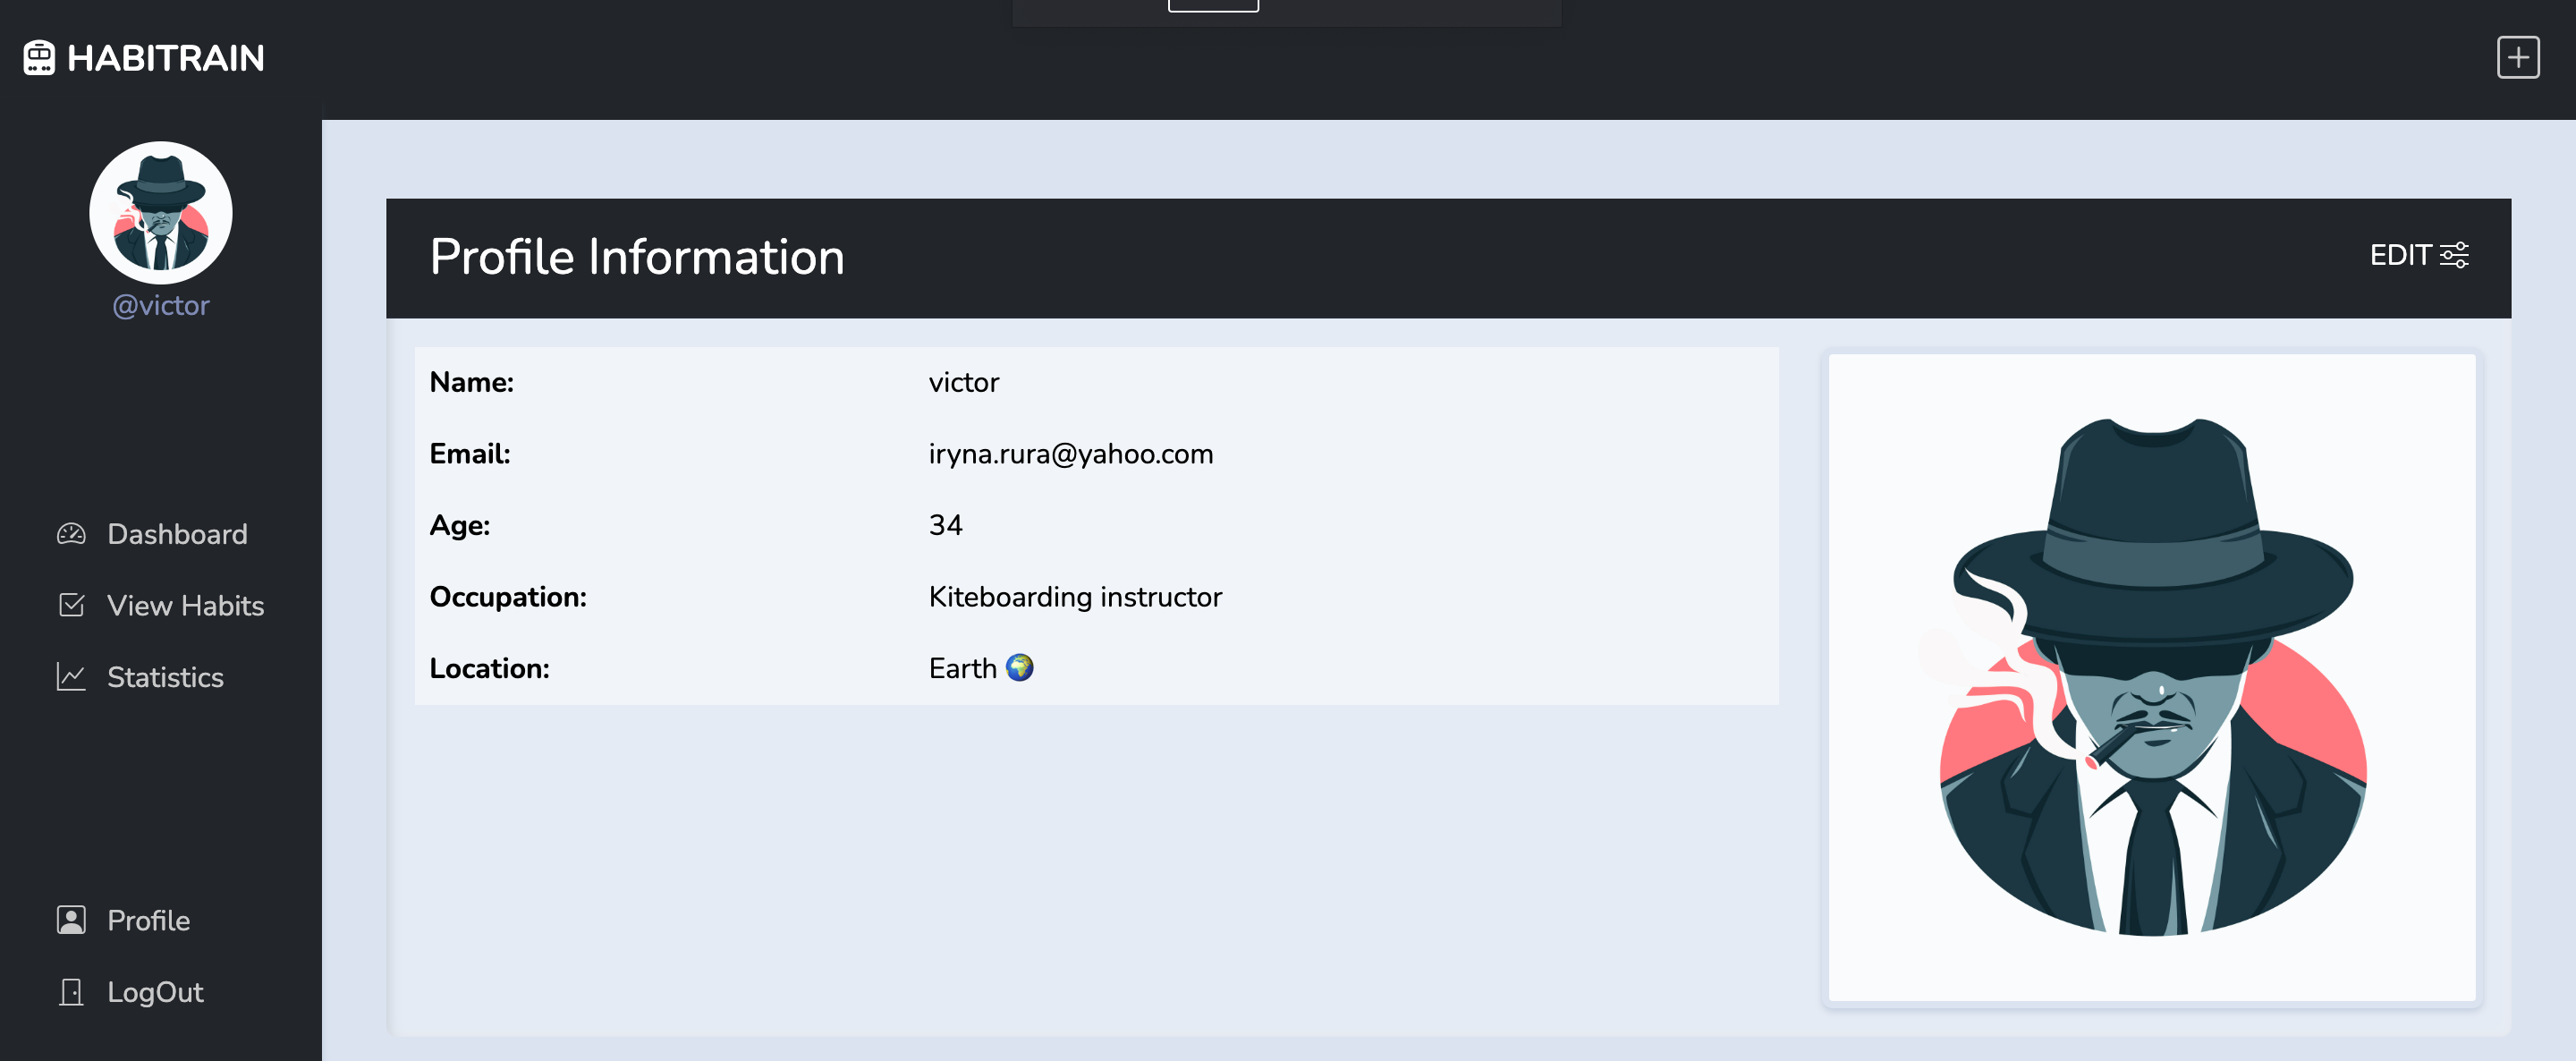 HABITRAIN
@victor
Dashboard
View Habits
Statistics
Profile
LogOut
Profile Information
EDIT
Name: victor
Email: iryna.rura@yahoo.com
Age: 34
Occupation: Kiteboarding instructor
Location: Earth 🌍